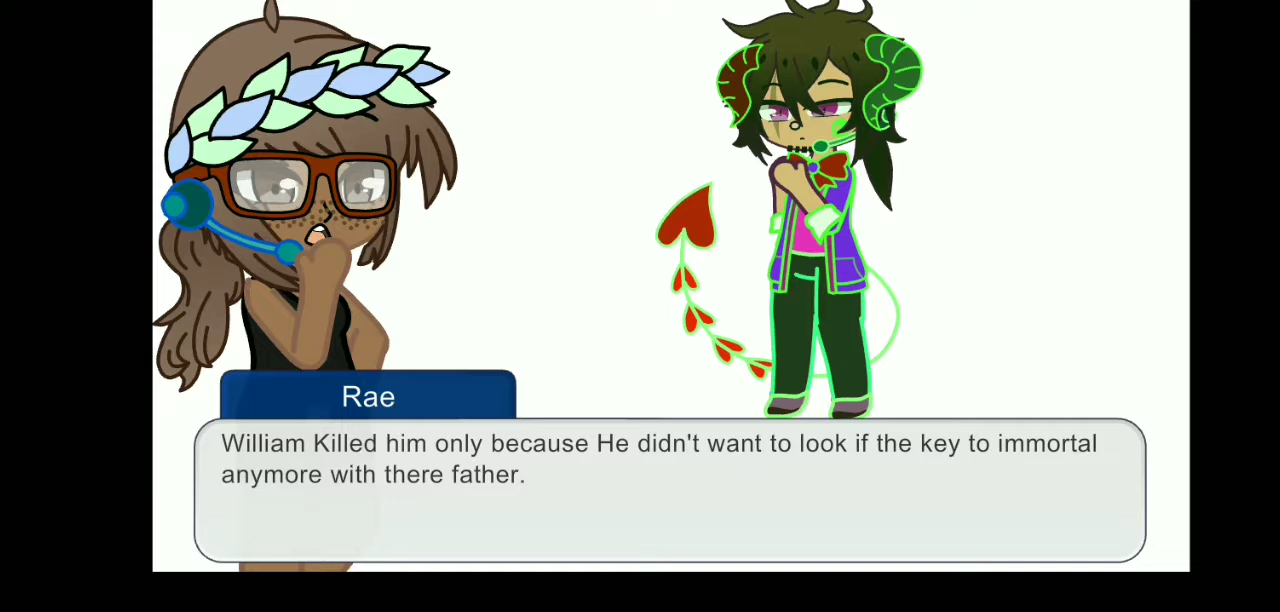 Rae
William Killed him only because He didn't want to look if the key to immortal
anymore with there father.